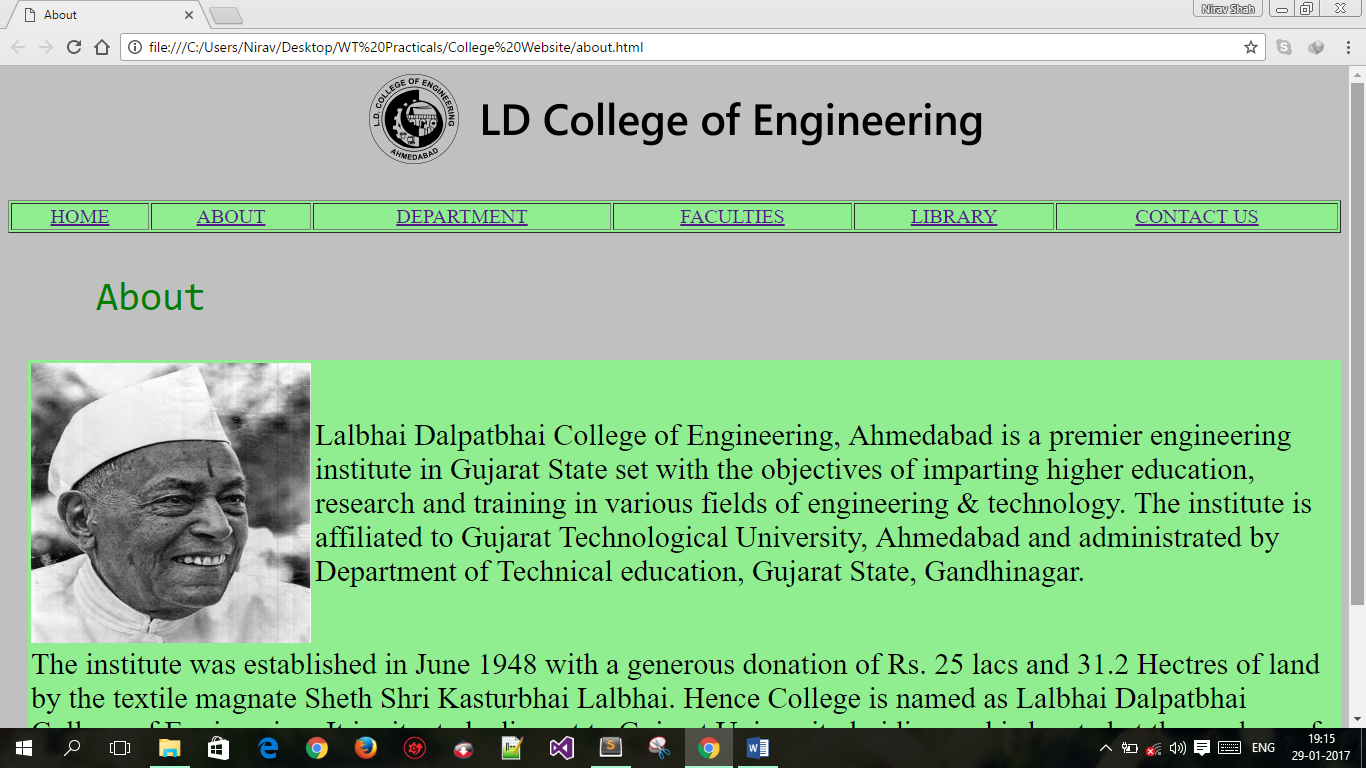 About
Nirav Shah
file:///C:/Users/Nirav/Desktop/WT%20Practicals/College%20Website/about.html
L.D. COLLEGE OF ENGINEERING
AHMEDABAD
LD College of Engineering
HOME ABOUT DEPARTMENT FACULTIES LIBRARY CONTACT US
About
Lalbhai Dalpatbhai College of Engineering, Ahmedabad is a premier engineering
institute in Gujarat State set with the objectives of imparting higher education,
research and training in various fields of engineering & technology. The institute is
affiliated to Gujarat Technological University, Ahmedabad and administrated by
Department of Technical education, Gujarat State, Gandhinagar.
The institute was established in June 1948 with a generous donation of Rs. 25 lacs and 31.2 Hectres of land
by the textile magnate Sheth Shri Kasturbhai Lalbhai. Hence College is named as Lalbhai Dalpatbhai
ENG
19:15
29-01-2017